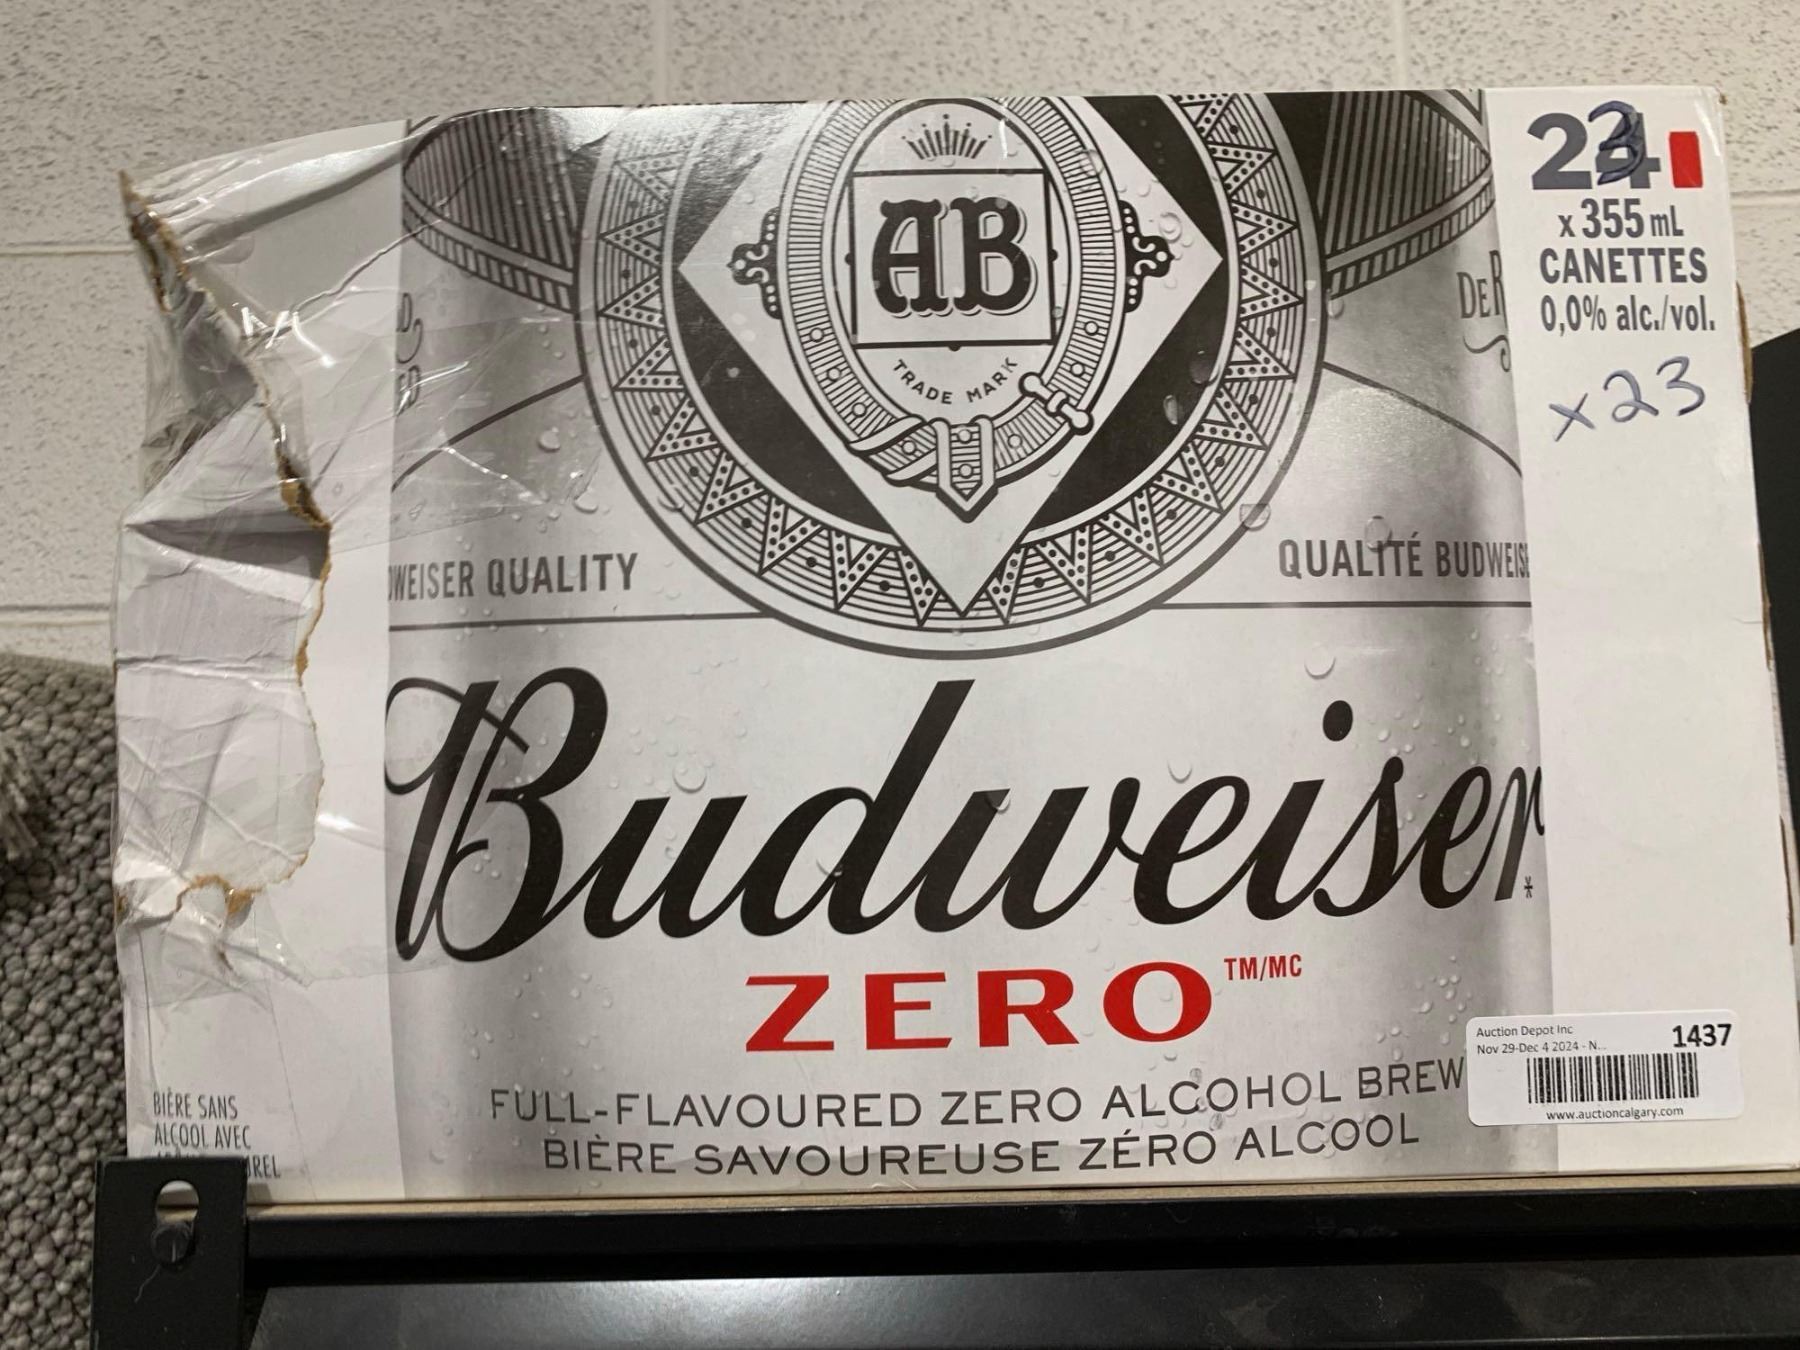 AB
TRADE MARK
24
3
x 355 mL
CANETTES
0,0% alc./vol.
x 23
WEISER QUALITY
QUALITÉ BUDWEIS
Budweiser
ZERO TM/MC
FULL-FLAVOURED ZERO ALCOHOL BREW
BIÈRE SAVOUREUSE ZÉRO ALCOOL
BIÈRE SANS
ALCOOL AVEC
Auction Depot Inc
1437
Nov 29-Dec 4 2024 - N...
www.auctioncalgary.com